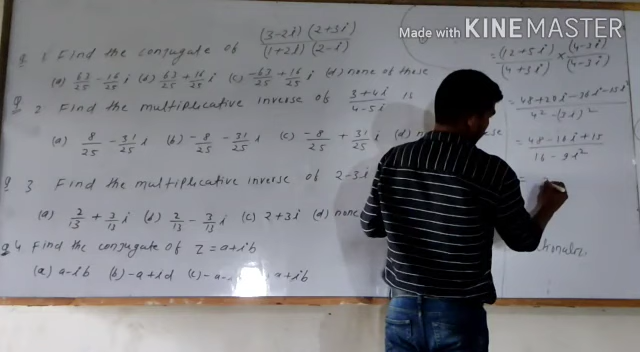 Made with KINEMASTER
Q 1 Find the conjugate of (3-2i) (2+3i) / (1+2i) (2-i)
(a) 63/25 - 16/25 i (b) 63/25 + 16/25 i (c) -63/25 + 16/25 i (d) none of these
Q 2 Find the multiplicative inverse of 3+4i / 4-5i is
(a) 8/25 - 31/25 i (b) -8/25 - 31/25 i (c) -8/25 + 31/25 i (d)
Q 3 Find the multiplicative inverse of 2-3i
(a) 2/13 + 3/13 i (b) 2/13 - 3/13 i (c) 2+3i (d) none
Q 4 Find the conjugate of Z = a+ib
(a) a-ib (b) -a+id (c) -a- a+ib
= (12+5i) / (4+3i) × (4-3i) / (4-3i)
= 48+20i-36i-15i² / 4²-(3i)²
= 48-16i+15 / 16-9i²
=